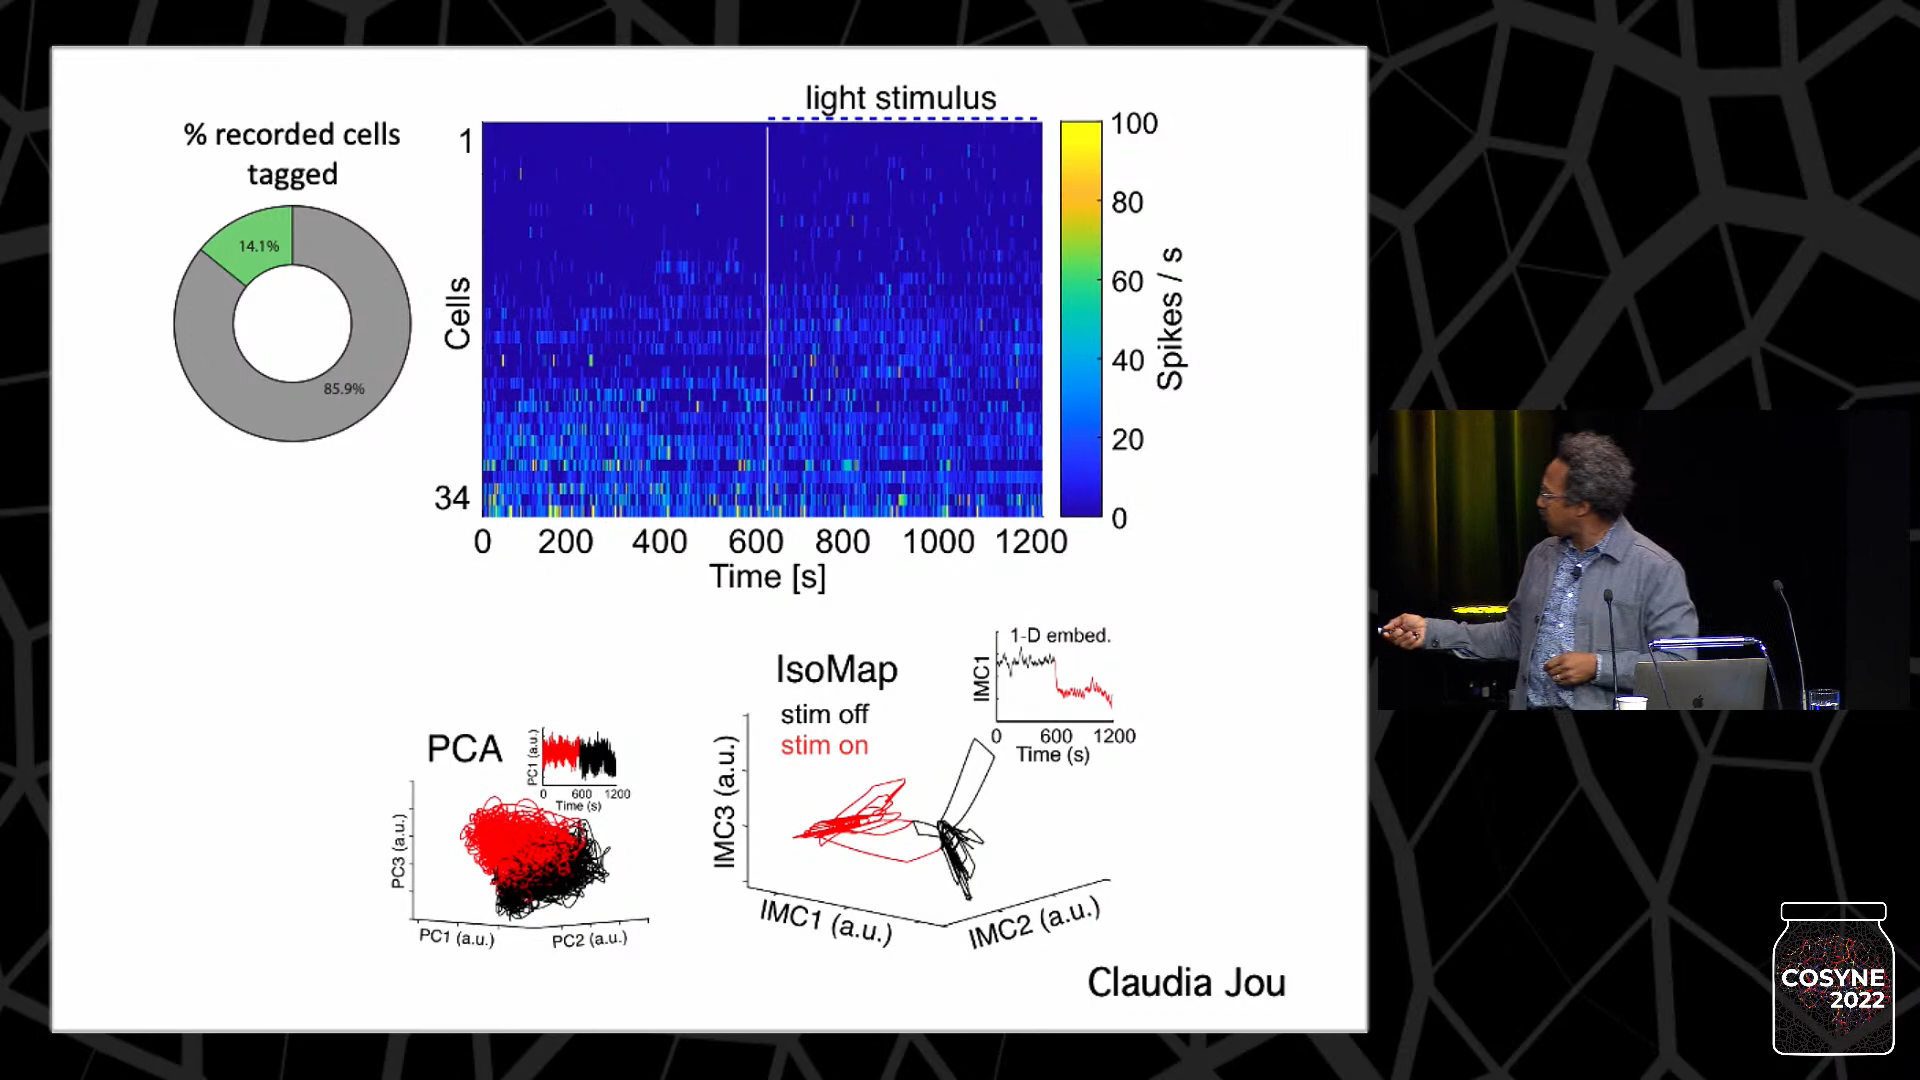 % recorded cells
tagged
14.1%
85.9%
light stimulus
1
Cells
34
0
200
400
600
800
1000
1200
Time [s]
100
80
60
40
20
0
Spikes / s
PCA
PC1 (a.u.)
0
600
1200
Time (s)
PC3 (a.u.)
PC1 (a.u.)
PC2 (a.u.)
IsoMap
stim off
stim on
1-D embed.
IMC1
0
600
1200
Time (s)
IMC3 (a.u.)
IMC1 (a.u.)
IMC2 (a.u.)
Claudia Jou
COSYNE
2022